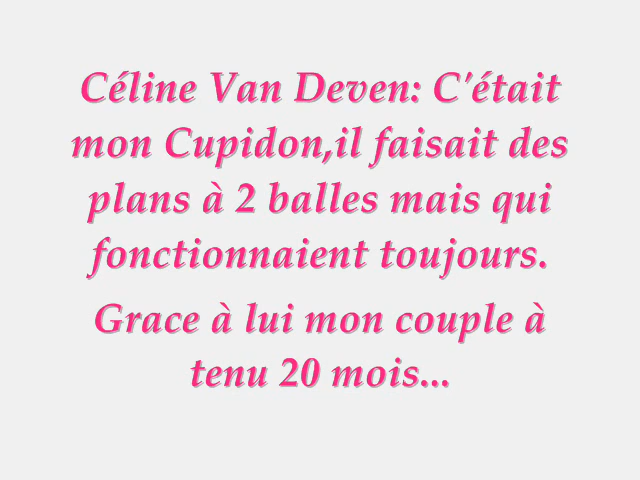 Céline Van Deven: C'était
mon Cupidon,il faisait des
plans à 2 balles mais qui
fonctionnaient toujours.
Grace à lui mon couple à
tenu 20 mois...